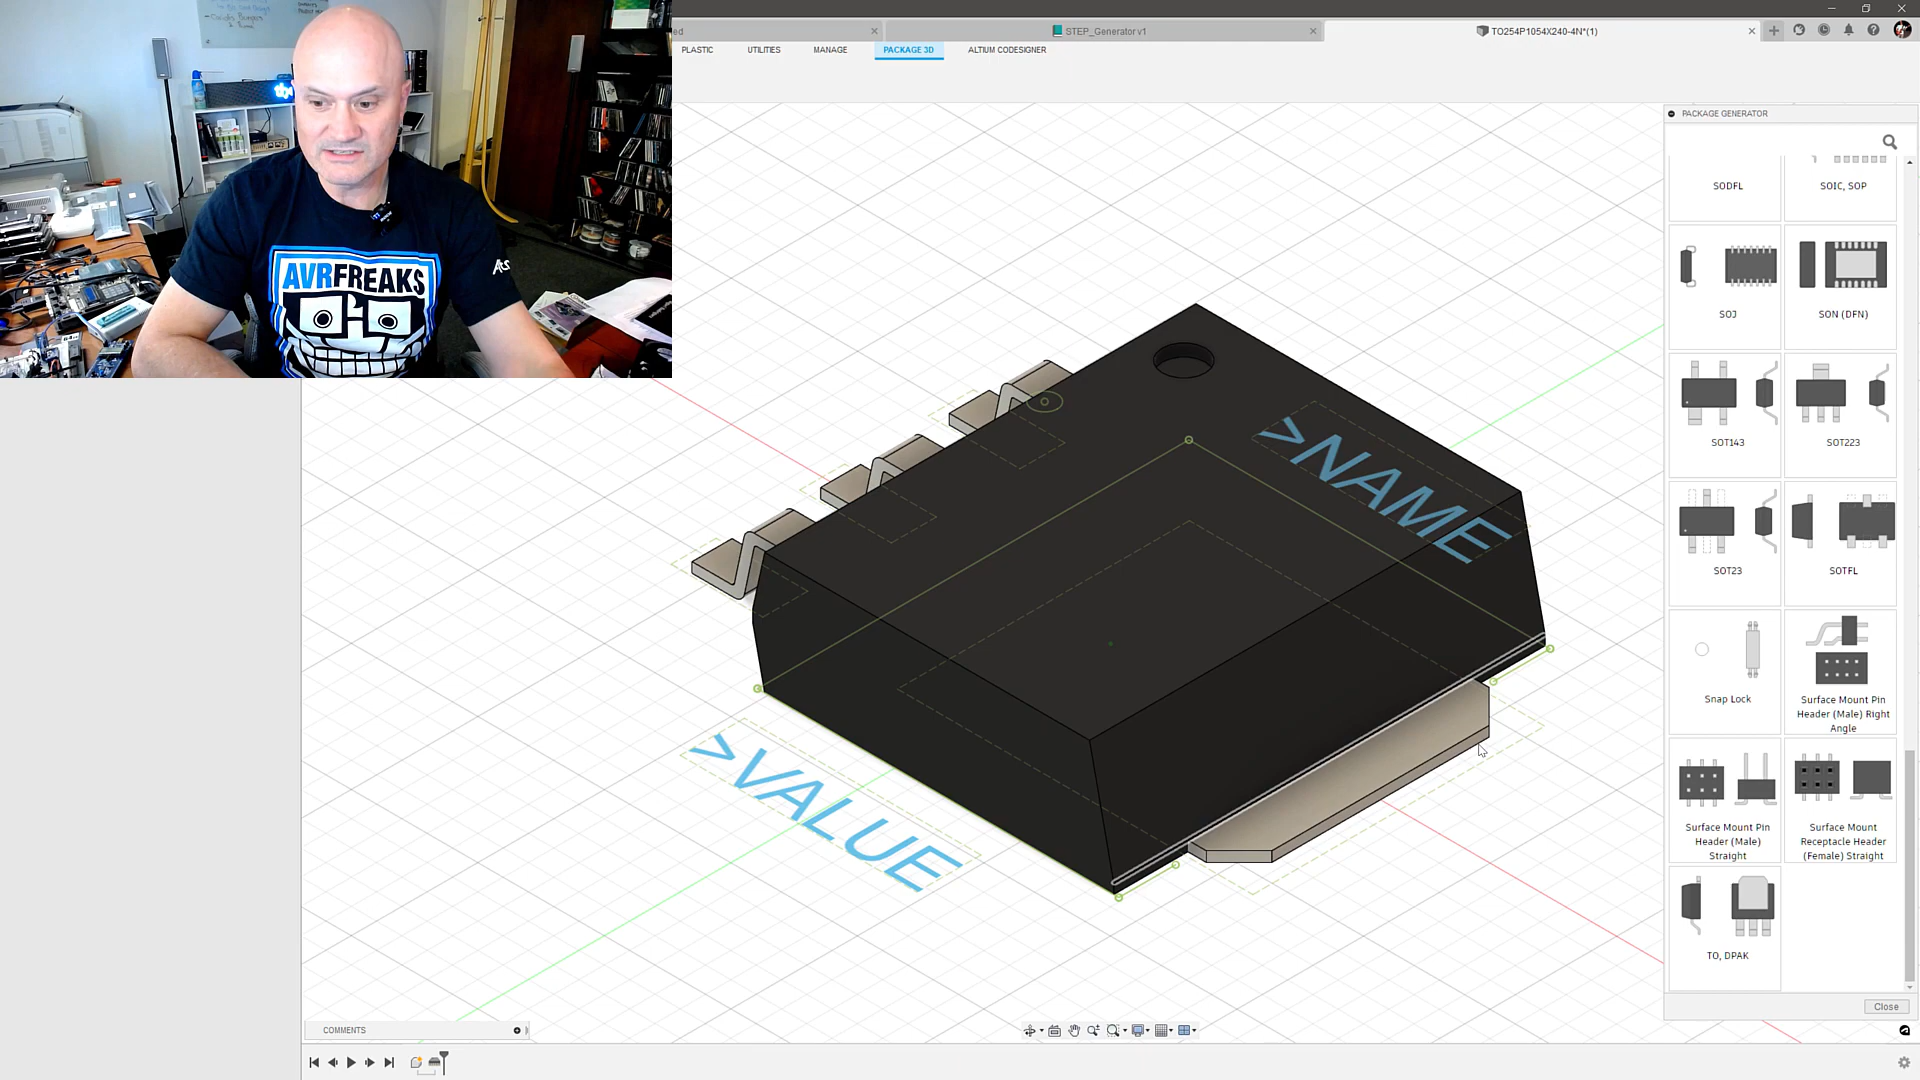 AVRFREAKS
ed
STEP_Generator v1
TO254P1054X240-4N*(1)
PLASTIC
UTILITIES
MANAGE
PACKAGE 3D
ALTIUM CODESIGNER
PACKAGE GENERATOR
SODFL
SOIC, SOP
SOJ
SON (DFN)
SOT143
SOT223
SOT23
SOTFL
Snap Lock
Surface Mount Pin
Header (Male) Right
Angle
Surface Mount Pin
Header (Male)
Straight
Surface Mount
Receptacle Header
(Female) Straight
TO, DPAK
Close
>NAME
>VALUE
COMMENTS